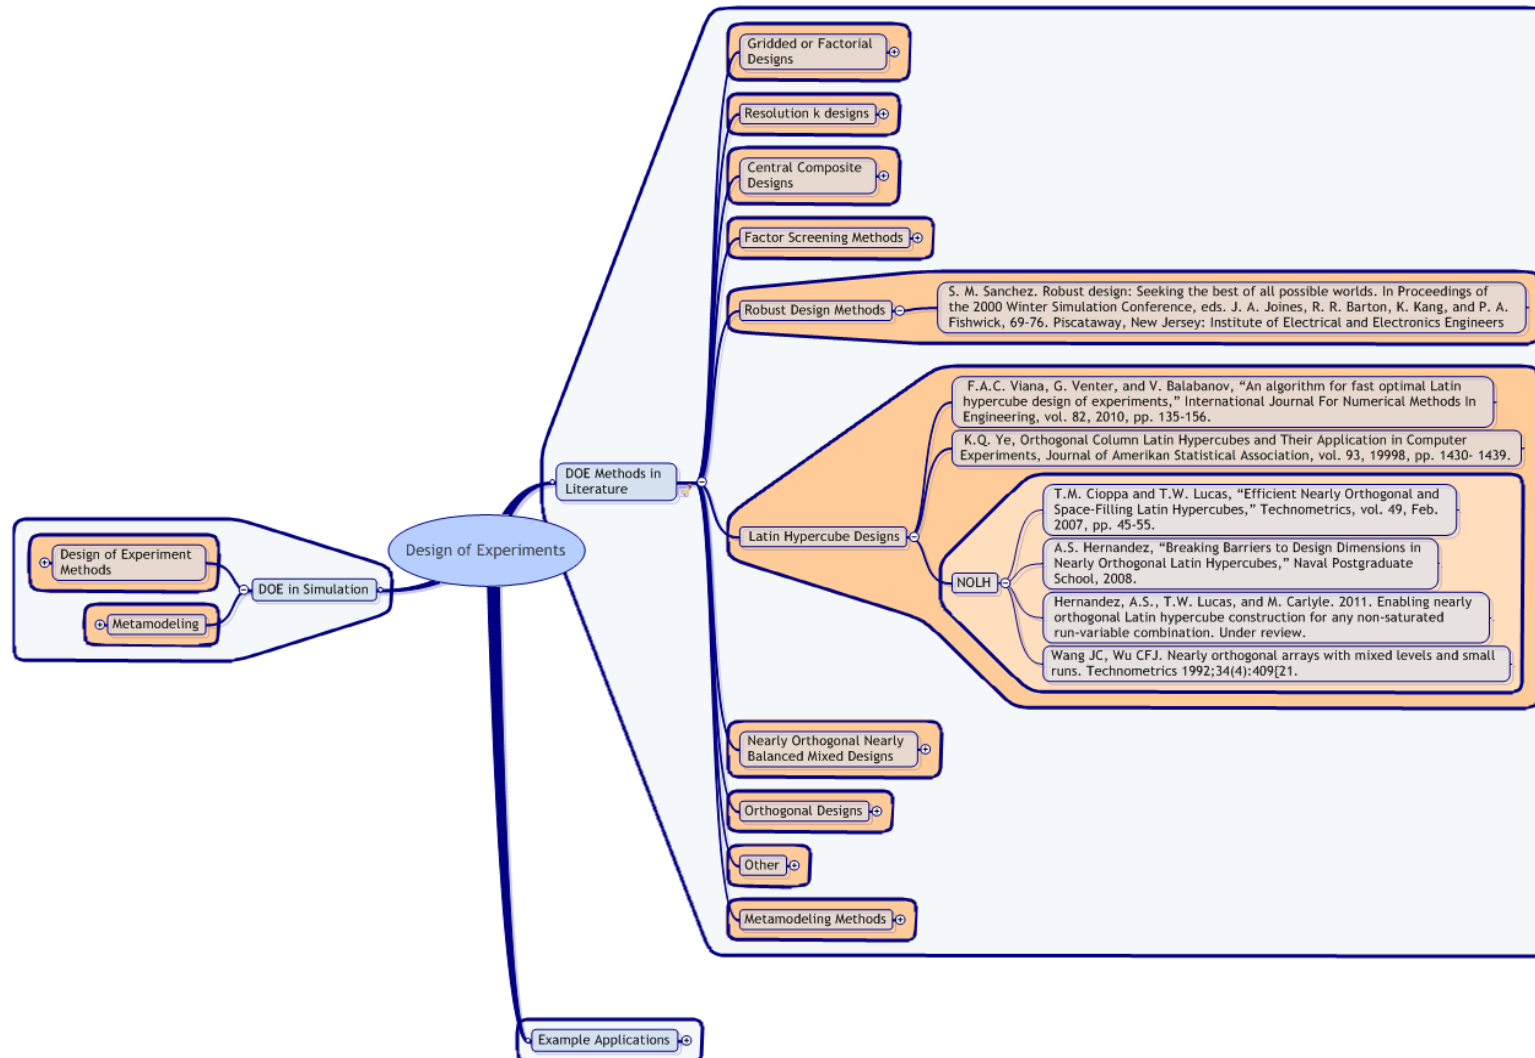 Gridded or Factorial
Designs
Resolution k designs
Central Composite
Designs
Factor Screening Methods
Robust Design Methods
S. M. Sanchez. Robust design: Seeking the best of all possible worlds. In Proceedings of
the 2000 Winter Simulation Conference, eds. J. A. Joines, R. R. Barton, K. Kang, and P. A.
Fishwick, 69-76. Piscataway, New Jersey: Institute of Electrical and Electronics Engineers
F.A.C. Viana, G. Venter, and V. Balabanov, “An algorithm for fast optimal Latin
hypercube design of experiments,” International Journal For Numerical Methods In
Engineering, vol. 82, 2010, pp. 135-156.
K.Q. Ye, Orthogonal Column Latin Hypercubes and Their Application in Computer
Experiments, Journal of Amerikan Statistical Association, vol. 93, 19998, pp. 1430- 1439.
DOE Methods in
Literature
Latin Hypercube Designs
T.M. Cioppa and T.W. Lucas, “Efficient Nearly Orthogonal and
Space-Filling Latin Hypercubes,” Technometrics, vol. 49, Feb.
2007, pp. 45-55.
A.S. Hernandez, “Breaking Barriers to Design Dimensions in
Nearly Orthogonal Latin Hypercubes,” Naval Postgraduate
School, 2008.
NOLH
Hernandez, A.S., T.W. Lucas, and M. Carlyle. 2011. Enabling nearly
orthogonal Latin hypercube construction for any non-saturated
run-variable combination. Under review.
Wang JC, Wu CFJ. Nearly orthogonal arrays with mixed levels and small
runs. Technometrics 1992;34(4):409[21.
Design of Experiments
Design of Experiment
Methods
DOE in Simulation
Metamodeling
Nearly Orthogonal Nearly
Balanced Mixed Designs
Orthogonal Designs
Other
Metamodeling Methods
Example Applications